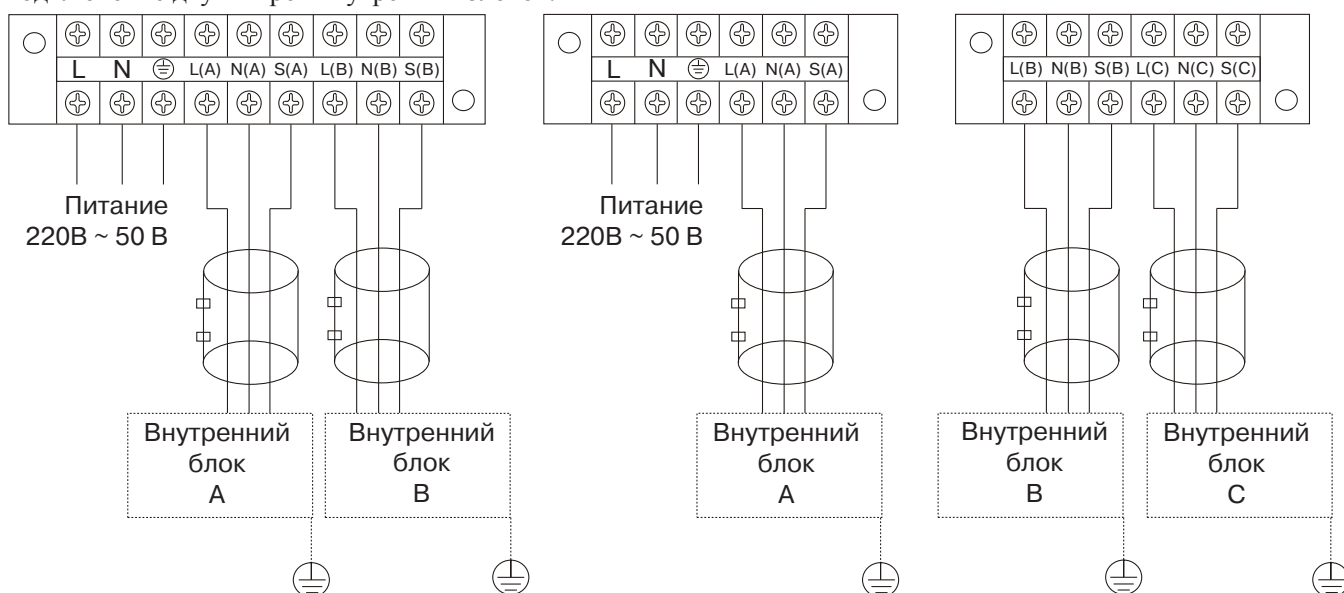 L N L(A) N(A) S(A) L(B) N(B) S(B)
Питание
220В ~ 50 В
Внутренний
блок
A
Внутренний
блок
B
L N L(A) N(A) S(A)
Питание
220В ~ 50 В
Внутренний
блок
A
L(B) N(B) S(B) L(C) N(C) S(C)
Внутренний
блок
B
Внутренний
блок
C